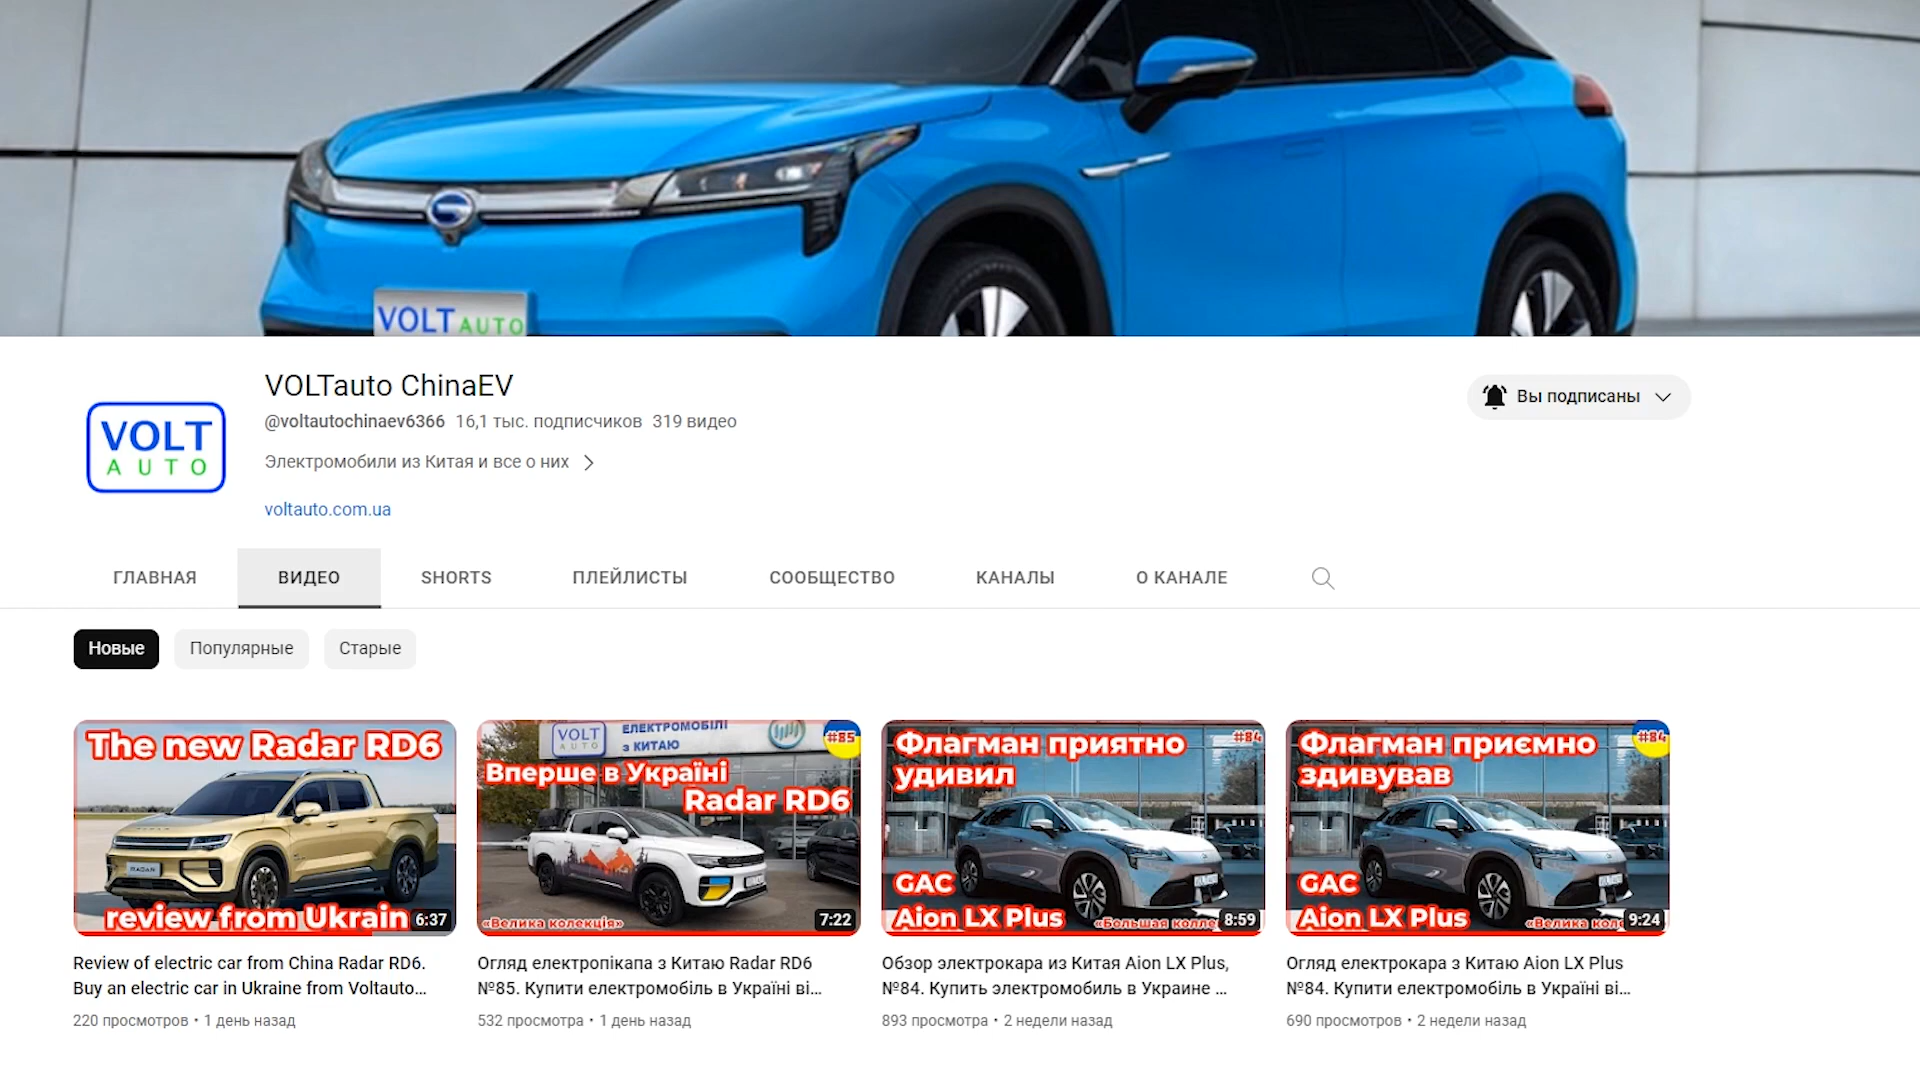 VOLT AUTO
VOLTauto ChinaEV
@voltautochinaev6366 16,1 тыс. подписчиков 319 видео
Вы подписаны
VOLT
AUTO
Электромобили из Китая и все о них
voltauto.com.ua
ГЛАВНАЯ ВИДЕО SHORTS ПЛЕЙЛИСТЫ СООБЩЕСТВО КАНАЛЫ О КАНАЛЕ
Новые Популярные Старые
The new Radar RD6
RADAR
review from Ukrain
6:37
VOLT
AUTO
ЕЛЕКТРОМОБІЛІ
з КИТАЮ
#85
Вперше в Україні
Radar RD6
«Велика колекція»
7:22
Флагман приятно
удивил
#84
GAC
Aion LX Plus
«Большая колле
8:59
Флагман приємно
здивував
#84
GAC
Aion LX Plus
«Велика кол
9:24
Review of electric car from China Radar RD6.
Buy an electric car in Ukraine from Voltauto...
220 просмотров • 1 день назад
Огляд електропікапа з Китаю Radar RD6
№85. Купити електромобіль в Україні ві...
532 просмотра • 1 день назад
Обзор электрокара из Китая Aion LX Plus,
№84. Купить электромобиль в Украине ...
893 просмотра • 2 недели назад
Огляд електрокара з Китаю Aion LX Plus
№84. Купити електромобіль в Україні ві...
690 просмотров • 2 недели назад